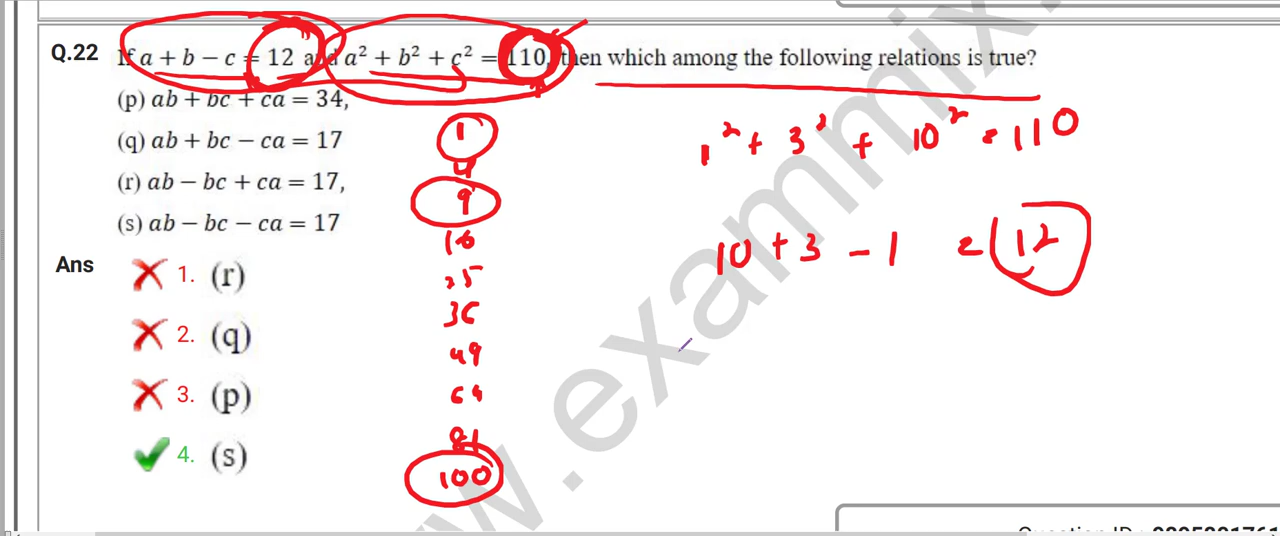 Q.22 If a + b − c = 12 and a² + b² + c² = 110, then which among the following relations is true?
(p) ab + bc + ca = 34,
(q) ab + bc − ca = 17
(r) ab − bc + ca = 17,
(s) ab − bc − ca = 17
Ans
1. (r)
2. (q)
3. (p)
4. (s)
1
4
9
16
25
36
49
64
81
100
1² + 3² + 10² = 110
10 + 3 − 1 = 12
www.exammix.